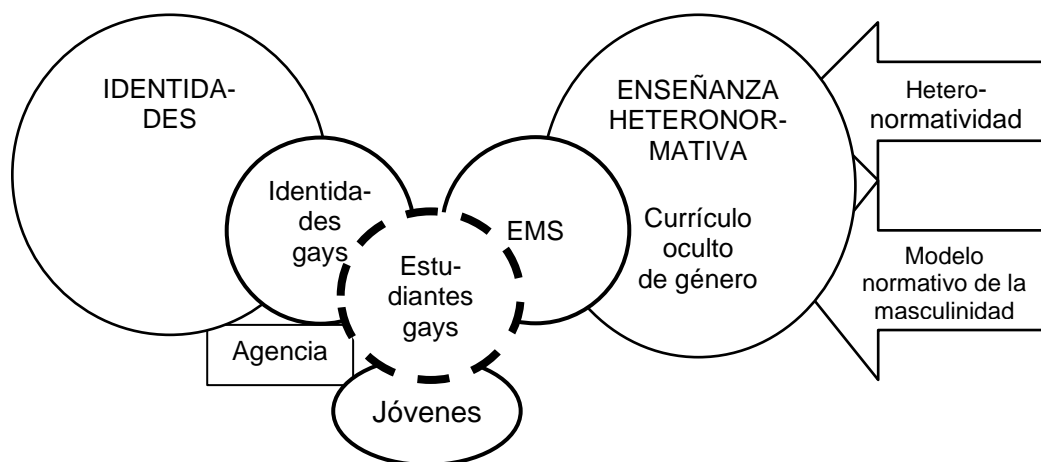 IDENTIDA-
DES
Identida-
des
gays
Agencia
Estu-
diantes
gays
Jóvenes
EMS
ENSEÑANZA
HETERONOR-
MATIVA
Currículo
oculto
de género
Hetero-
normatividad
Modelo
normativo de la
masculinidad